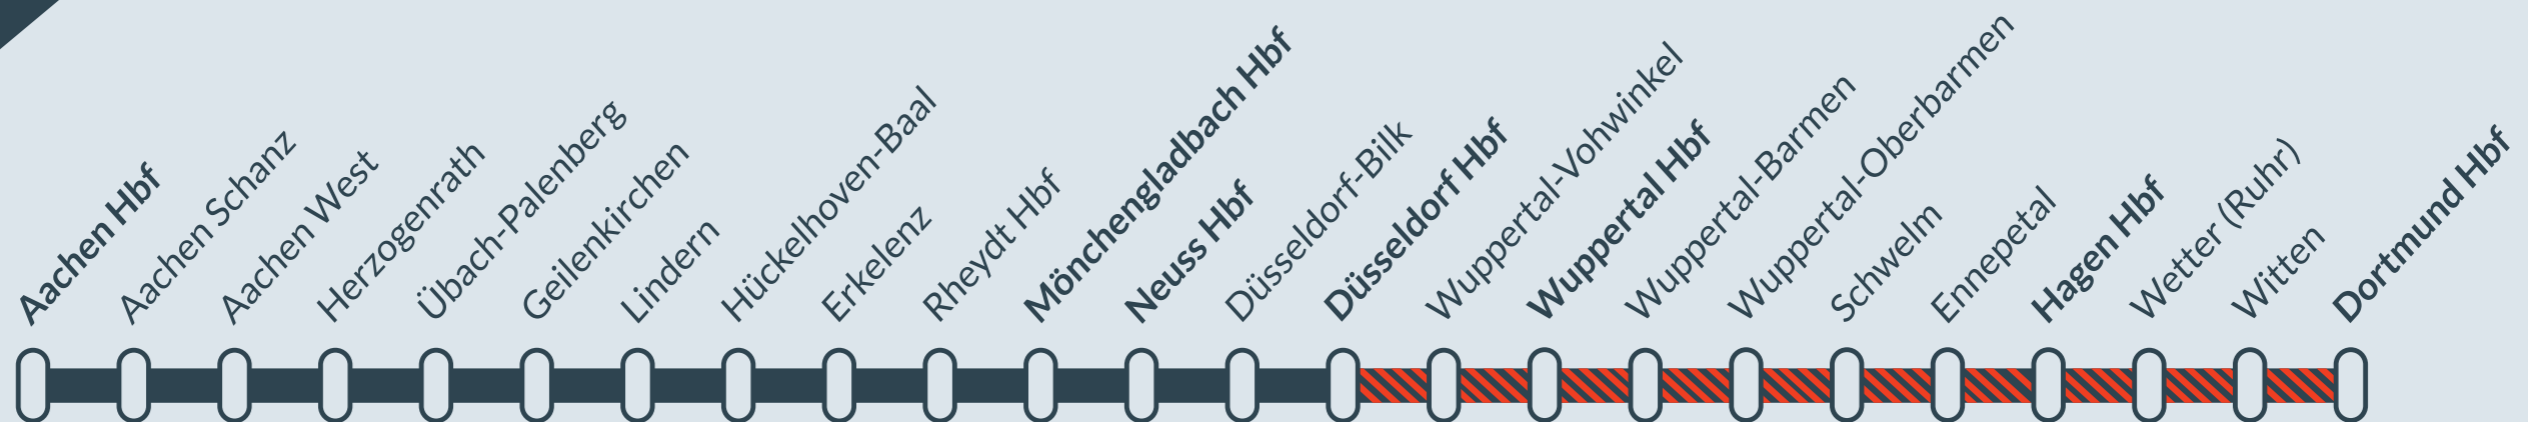 Aachen Hbf
Aachen Schanz
Aachen West
Herzogenrath
Übach-Palenberg
Geilenkirchen
Lindern
Hückelhoven-Baal
Erkelenz
Rheydt Hbf
Mönchengladbach Hbf
Neuss Hbf
Düsseldorf-Bilk
Düsseldorf Hbf
Wuppertal-Vohwinkel
Wuppertal Hbf
Wuppertal-Barmen
Wuppertal-Oberbarmen
Schwelm
Ennepetal
Hagen Hbf
Wetter (Ruhr)
Witten
Dortmund Hbf